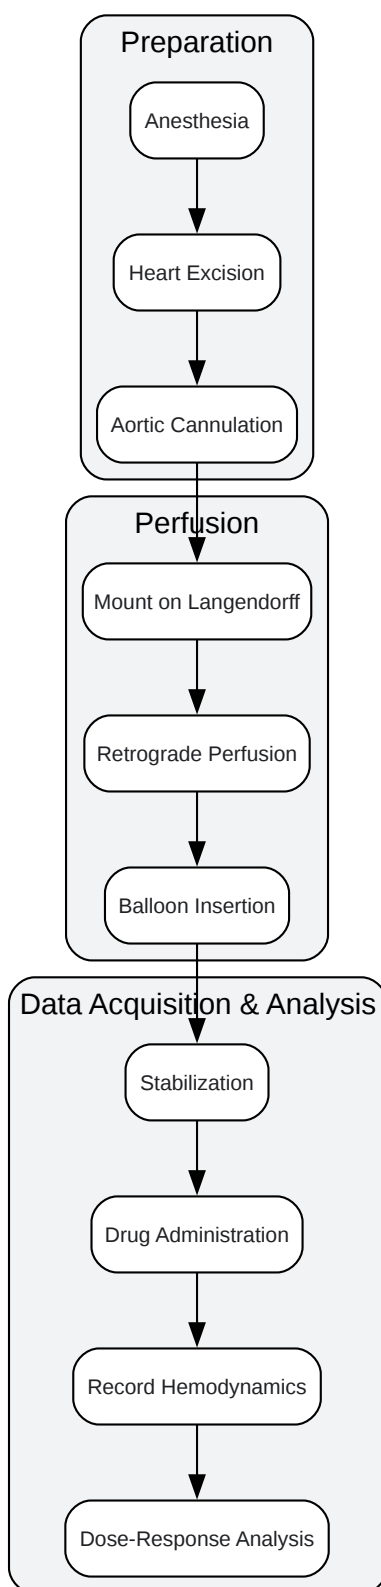 Preparation
Anesthesia
Heart Excision
Aortic Cannulation
Perfusion
Mount on Langendorff
Retrograde Perfusion
Balloon Insertion
Data Acquisition & Analysis
Stabilization
Drug Administration
Record Hemodynamics
Dose-Response Analysis